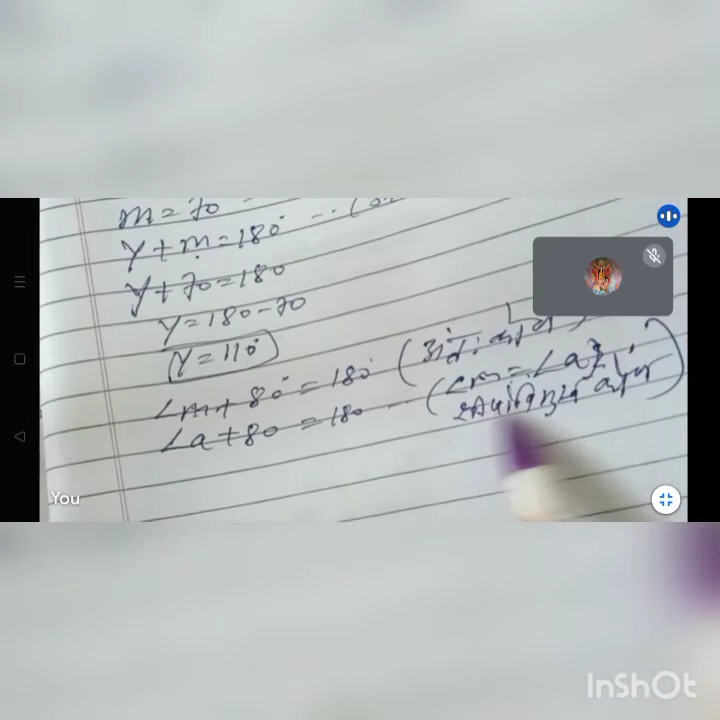 m = 70
y + m = 180°
y + 70 = 180
y = 180 - 70
y = 110°
∠m + 80° = 180° (
∠a + 80 = 180 --- (∠m = ∠a)
You
InShOt